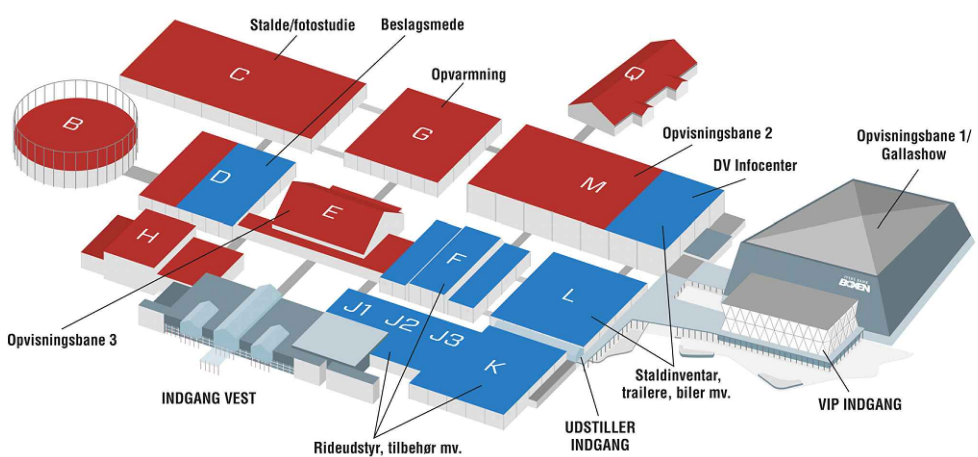 Stalde/fotostudie
Beslagsmede
Opvarmning
C
Q
B
G
Opvisningsbane 2
Opvisningsbane 1/
Gallashow
DV Infocenter
D
M
E
H
F
BOXEN
L
J1 J2 J3
Opvisningsbane 3
K
INDGANG VEST
Staldinventar,
trailere, biler mv.
VIP INDGANG
UDSTILLER
INDGANG
Rideudstyr, tilbehør mv.